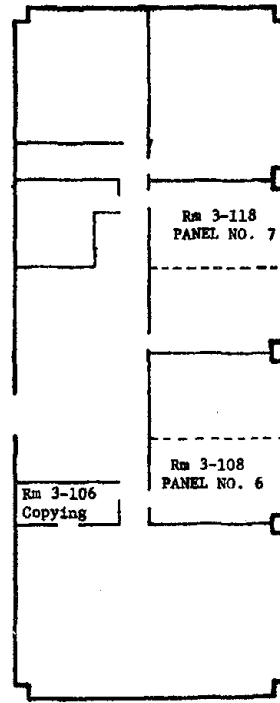 Rm 3-118
PANEL NO. 7
Rm 3-108
PANEL NO. 6
Rm 3-106
Copying